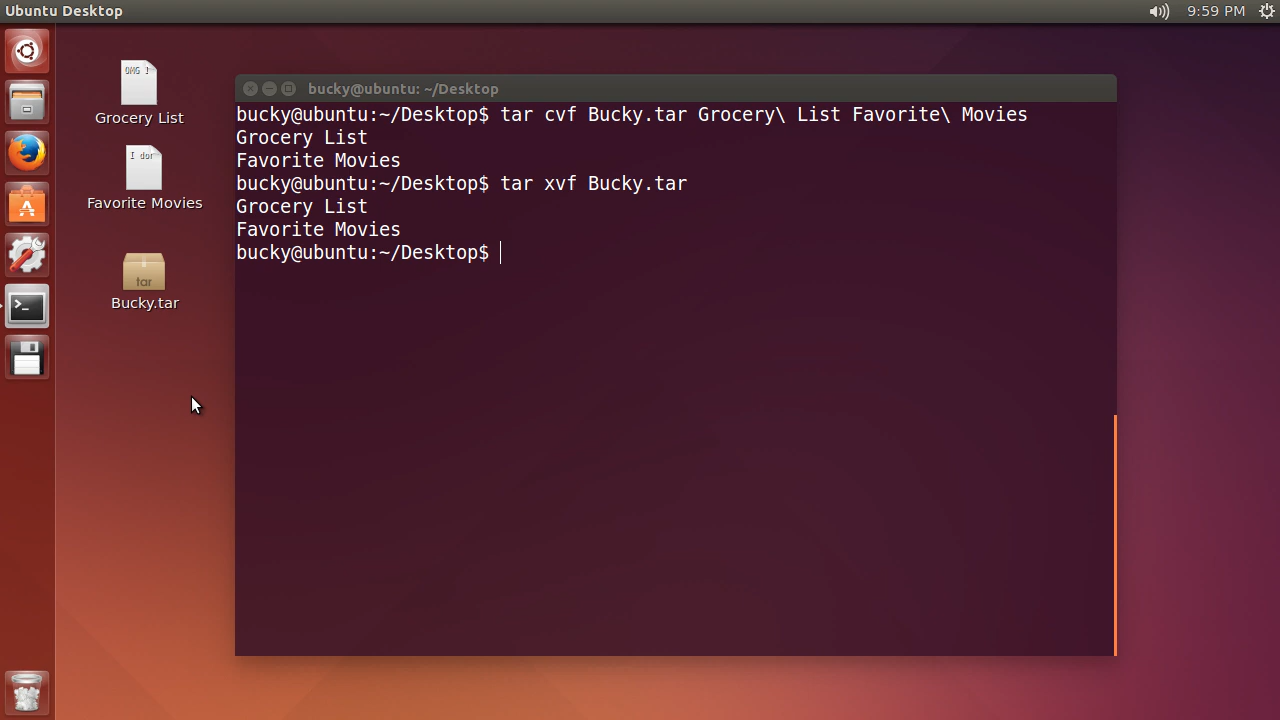 Ubuntu Desktop
9:59 PM
OMG I
Grocery List
I dor
Favorite Movies
tar
Bucky.tar
bucky@ubuntu: ~/Desktop
bucky@ubuntu:~/Desktop$ tar cvf Bucky.tar Grocery\ List Favorite\ Movies
Grocery List
Favorite Movies
bucky@ubuntu:~/Desktop$ tar xvf Bucky.tar
Grocery List
Favorite Movies
bucky@ubuntu:~/Desktop$